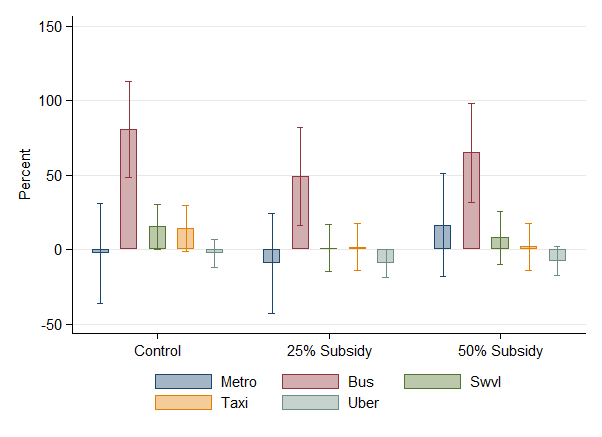 150
100
50
0
-50
Percent
Control 25% Subsidy 50% Subsidy
Metro Bus Swvl
Taxi Uber